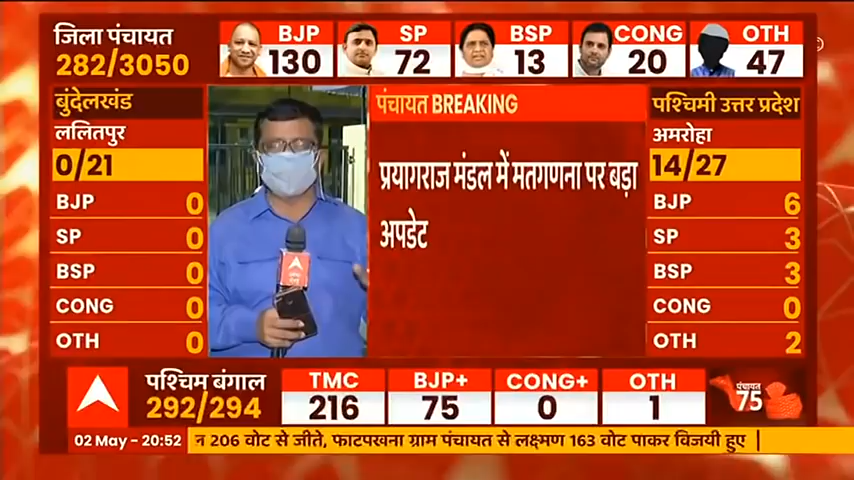 जिला पंचायत
282/3050
BJP
130
SP
72
BSP
13
CONG
20
OTH
47
बुंदेलखंड
ललितपुर
0/21
BJP 0
SP 0
BSP 0
CONG 0
OTH 0
पंचायत BREAKING
प्रयागराज मंडल में मतगणना पर बड़ा
अपडेट
पश्चिमी उत्तर प्रदेश
अमरोहा
14/27
BJP 6
SP 3
BSP 3
CONG 0
OTH 2
पश्चिम बंगाल
292/294
TMC
216
BJP+
75
CONG+
0
OTH
1
पंचायत
75
02 May - 20:52
न 206 वोट से जीते, फाटपखना ग्राम पंचायत से लक्ष्मण 163 वोट पाकर विजयी हुए